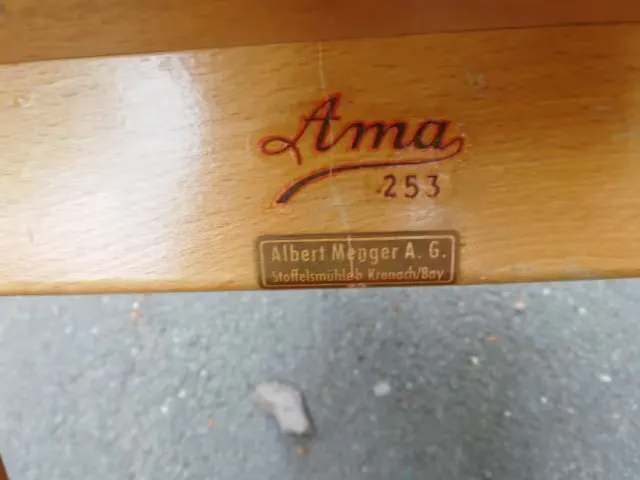 Ama
253
Albert Menger A. G.
Stoffelsmühle b Kronach/Bay